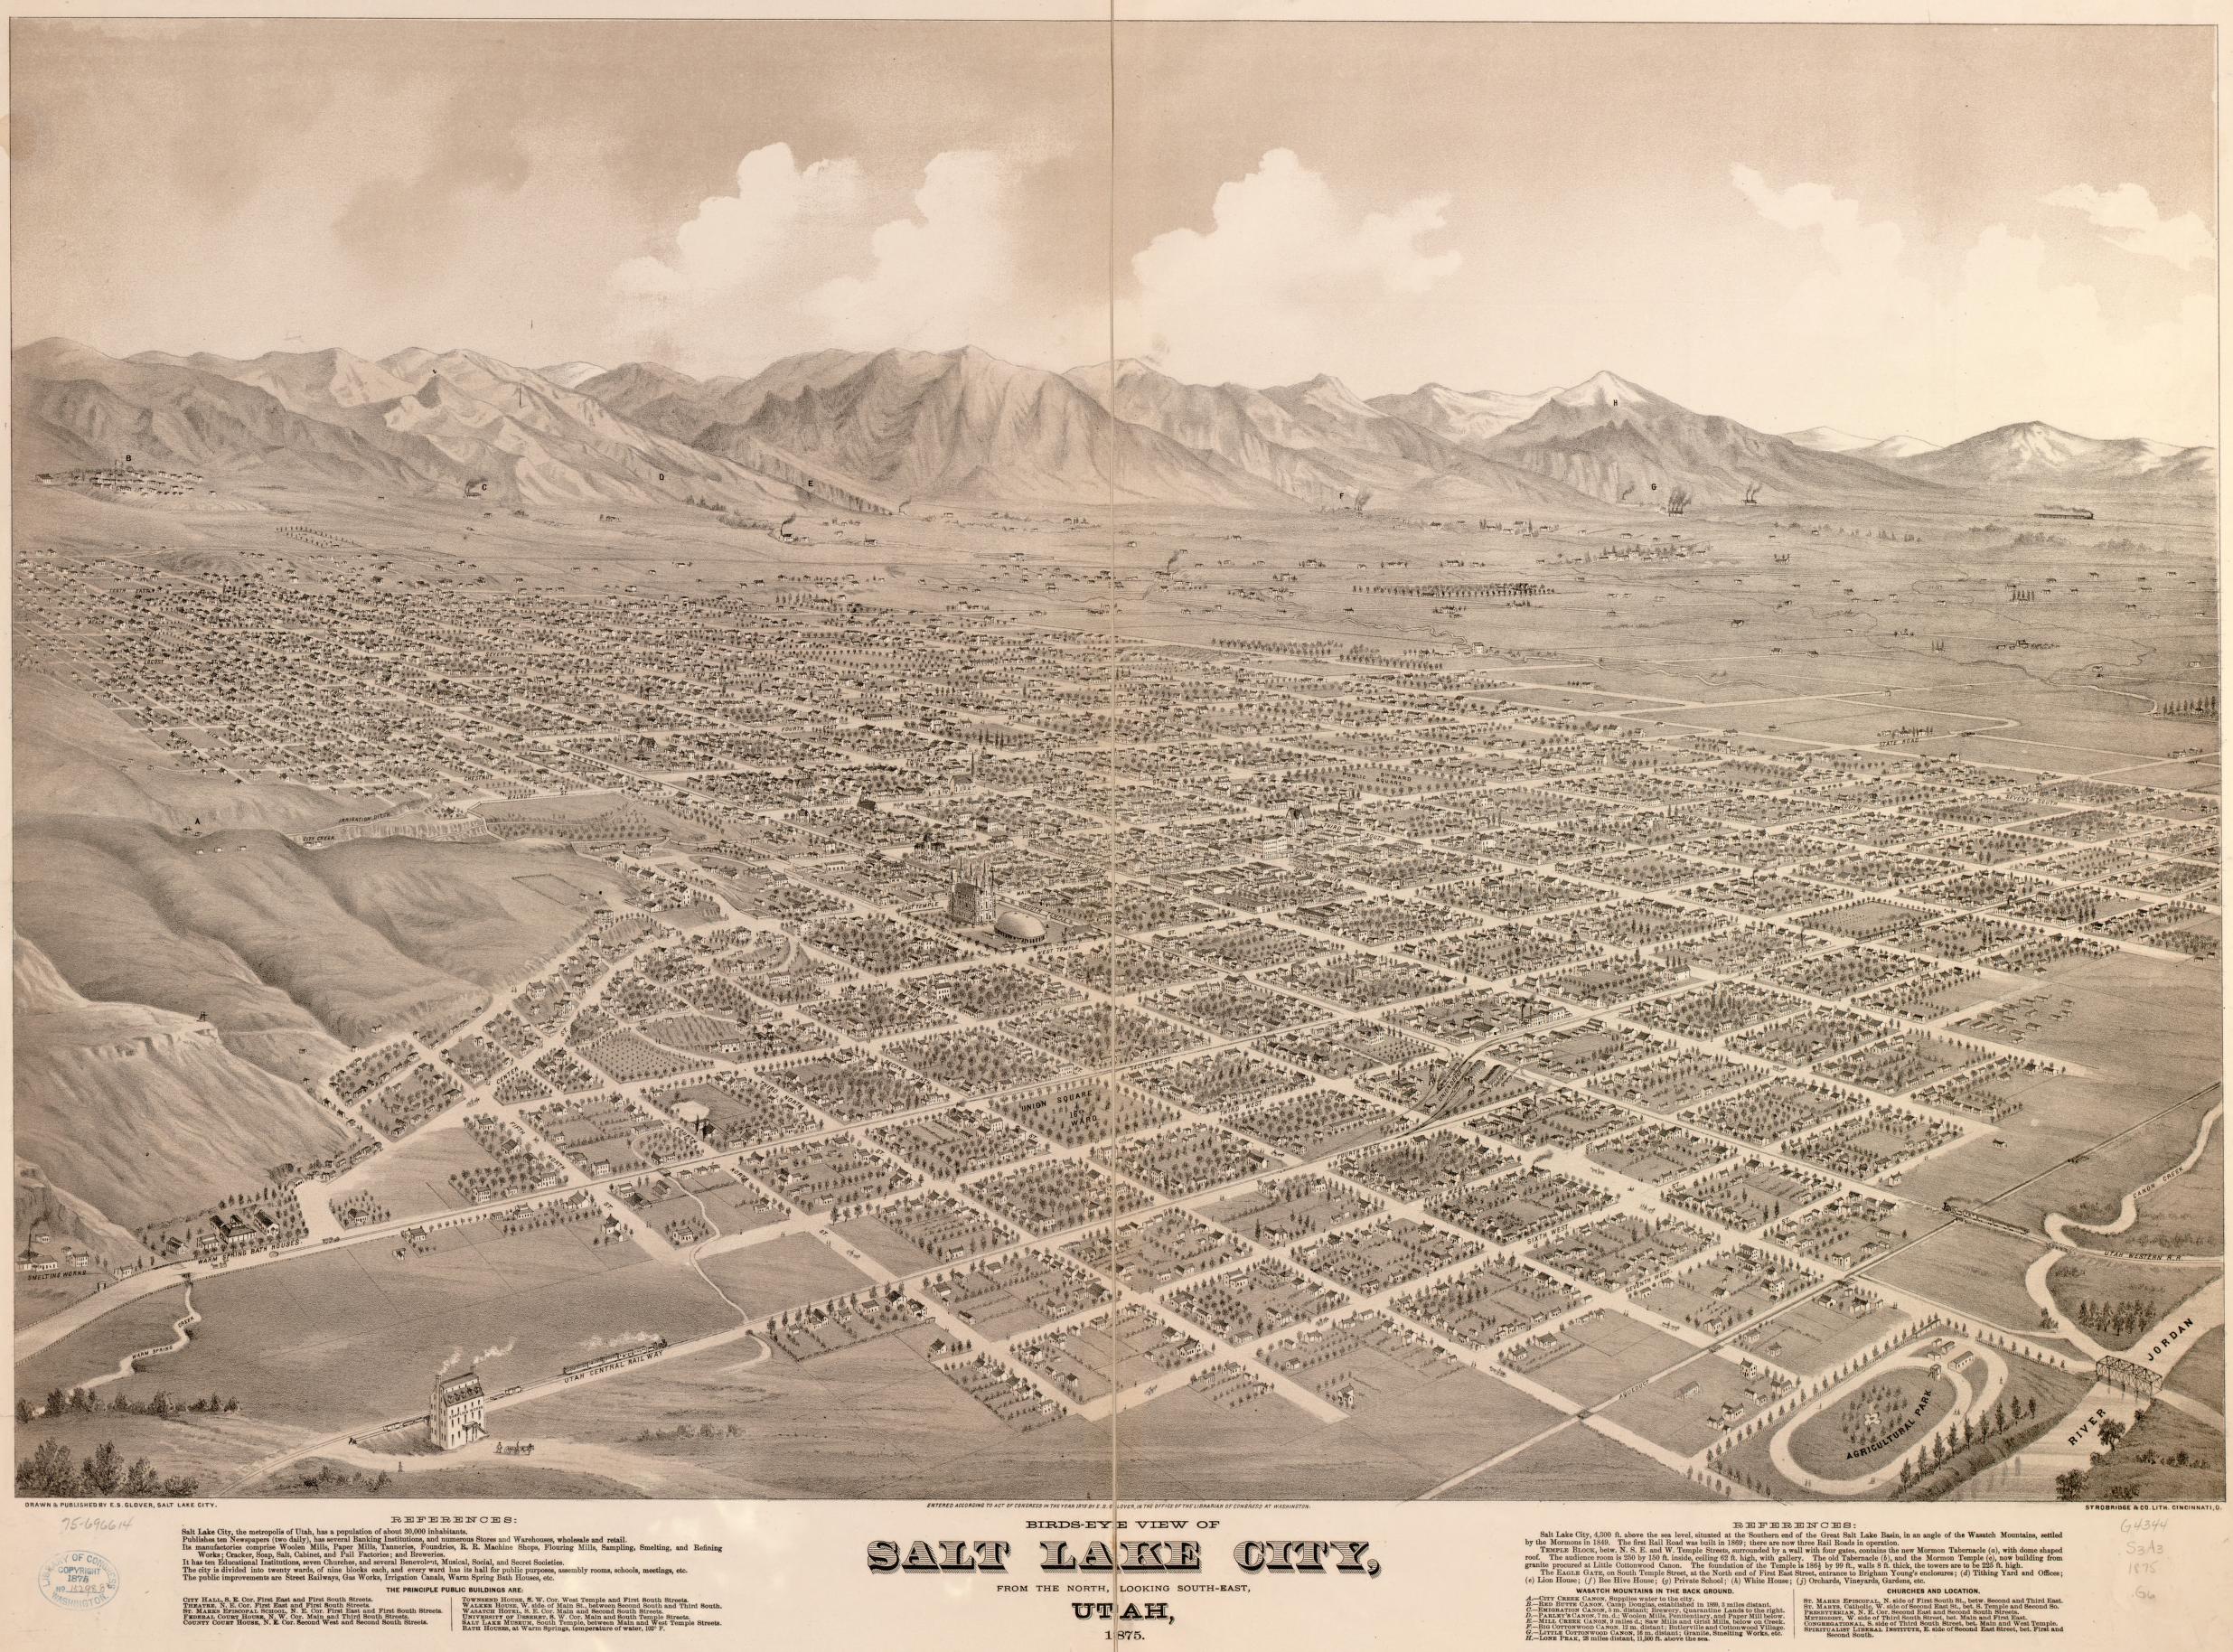 B
C
D
E
F
G
H
A
IRRIGATION DITCH
CITY CREEK
LOCUST
CHESTNUT
WALNUT
FOURTH
STATE ROAD
TEMPLE
CENTER
UNION SQUARE
16TH
WARD
SIXTH WEST
SEVENTH WEST
CANON CREEK
UTAH WESTERN R.R.
WARM SPRING BATH HOUSES
SMELTING WORKS
WARM SPRING
CREEK
UTAH CENTRAL RAILWAY
AGRICULTURAL PARK
RIVER
JORDAN
DRAWN & PUBLISHED BY E.S. GLOVER, SALT LAKE CITY.
ENTERED ACCORDING TO ACT OF CONGRESS IN THE YEAR 1875 BY E. S. GLOVER, IN THE OFFICE OF THE LIBRARIAN OF CONGRESS AT WASHINGTON.
STROBRIDGE & CO. LITH. CINCINNATI, O.
75-696614
LIBRARY OF CONGRESS
COPYRIGHT
1875
WASHINGTON
REFERENCES:
Salt Lake City, the metropolis of Utah, has a population of about 30,000 inhabitants.
Publishes ten Newspapers (two daily), has several Banking Institutions, and numerous Stores and Warehouses, wholesale and retail.
Its manufactories comprise Woolen Mills, Paper Mills, Tanneries, Foundries, R. R. Machine Shops, Flouring Mills, Sampling, Smelting, and Refining
Works; Cracker, Soap, Salt, Cabinet, and Pail Factories; and Breweries.
It has ten Educational Institutions, seven Churches, and several Benevolent, Musical, Social, and Secret Societies.
The city is divided into twenty wards, of nine blocks each, and every ward has its hall for public purposes, assembly rooms, schools, meetings, etc.
The public improvements are Street Railways, Gas Works, Irrigation Canals, Warm Spring Bath Houses, etc.
THE PRINCIPLE PUBLIC BUILDINGS ARE:
CITY HALL, S. E. Cor. First East and First South Streets.
THEATRE, N. E. Cor. First East and First South Streets.
ST. MARKS EPISCOPAL SCHOOL, N. E. Cor. First East and First South Streets.
FEDERAL COURT HOUSE, N. W. Cor. Main and Third South Streets.
COUNTY COURT HOUSE, N. E. Cor. Second West and Second South Streets.
TOWNSEND HOUSE, S. W. Cor. West Temple and First South Streets.
WALKER HOUSE, W. side of Main St., between Second South and Third South.
WASATCH HOTEL, S. E. Cor. Main and Second South Streets.
UNIVERSITY OF DESERET, S. W. Cor. Main and South Temple Streets.
SALT LAKE MUSEUM, South Temple, between Main and West Temple Streets.
BATH HOUSES, at Warm Springs, temperature of water, 102° F.
BIRDS-EYE VIEW OF
SALT LAKE CITY,
FROM THE NORTH, LOOKING SOUTH-EAST,
UTAH,
1875.
REFERENCES:
Salt Lake City, 4,300 ft. above the sea level, situated at the Southern end of the Great Salt Lake Basin, in an angle of the Wasatch Mountains, settled
by the Mormons in 1849. The first Rail Road was built in 1869; there are now three Rail Roads in operation.
TEMPLE BLOCK, betw. N. S. E. and W. Temple Streets, surrounded by a wall with four gates, contains the new Mormon Tabernacle (a), with dome shaped
roof. The audience room is 250 by 150 ft. inside, ceiling 62 ft. high, with gallery. The old Tabernacle (b), and the Mormon Temple (c), now building from
granite procured at Little Cottonwood Canon. The foundation of the Temple is 186½ by 99 ft., walls 8 ft. thick, the towers are to be 225 ft. high.
The EAGLE GATE, on South Temple Street, at the North end of First East Street, entrance to Brigham Young's enclosures; (d) Tithing Yard and Offices;
(e) Lion House; (f) Bee Hive House; (g) Private School; (h) White House; (j) Orchards, Vineyards, Gardens, etc.
WASATCH MOUNTAINS IN THE BACK GROUND.
A.—CITY CREEK CANON, Supplies water to the city.
B.—RED BUTTE CANON, Camp Douglas, established in 1869, 3 miles distant.
C.—EMIGRATION CANON, 5 m. distant; Brewery, Quarantine Lands to the right.
D.—PARLEY'S CANON, 7 m. d.; Woolen Mills, Penitentiary, and Paper Mill below.
E.—MILL CREEK CANON, 9 miles d.; Saw Mills and Grist Mills, below on Creek.
F.—BIG COTTONWOOD CANON, 12 m. distant; Butlerville and Cottonwood Village.
G.—LITTLE COTTONWOOD CANON, 16 m. distant; Granite, Smelting Works, etc.
H.—LONE PEAK, 28 miles distant, 11,500 ft. above the sea.
CHURCHES AND LOCATION.
ST. MARKS EPISCOPAL, N. side of First South St., betw. Second and Third East.
ST. MARYS, Catholic, W. side of Second East St., bet. S. Temple and Second So.
PRESBYTERIAN, N. E. Cor. Second East and Second South Streets.
METHODIST, W. side of Third South Street, bet. Main and First East.
CONGREGATIONAL, S. side of Third South Street, bet. Main and West Temple.
SPIRITUALIST LIBERAL INSTITUTE, E. side of Second East Street, bet. First and
Second South.
G4344
S3A3
1875
.G6